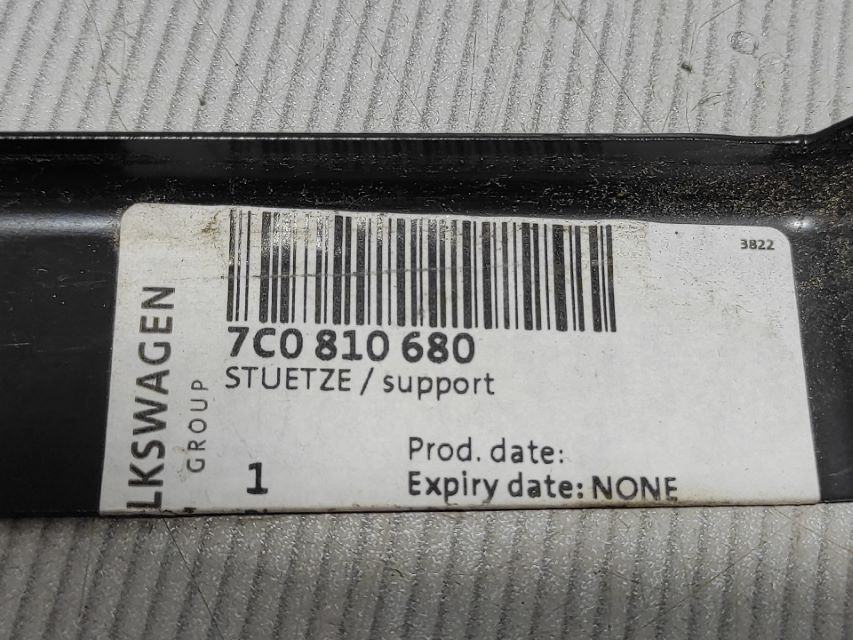 3822
7C0 810 680
STUETZE / support
LKSWAGEN
GROUP
1
Prod. date:
Expiry date: NONE